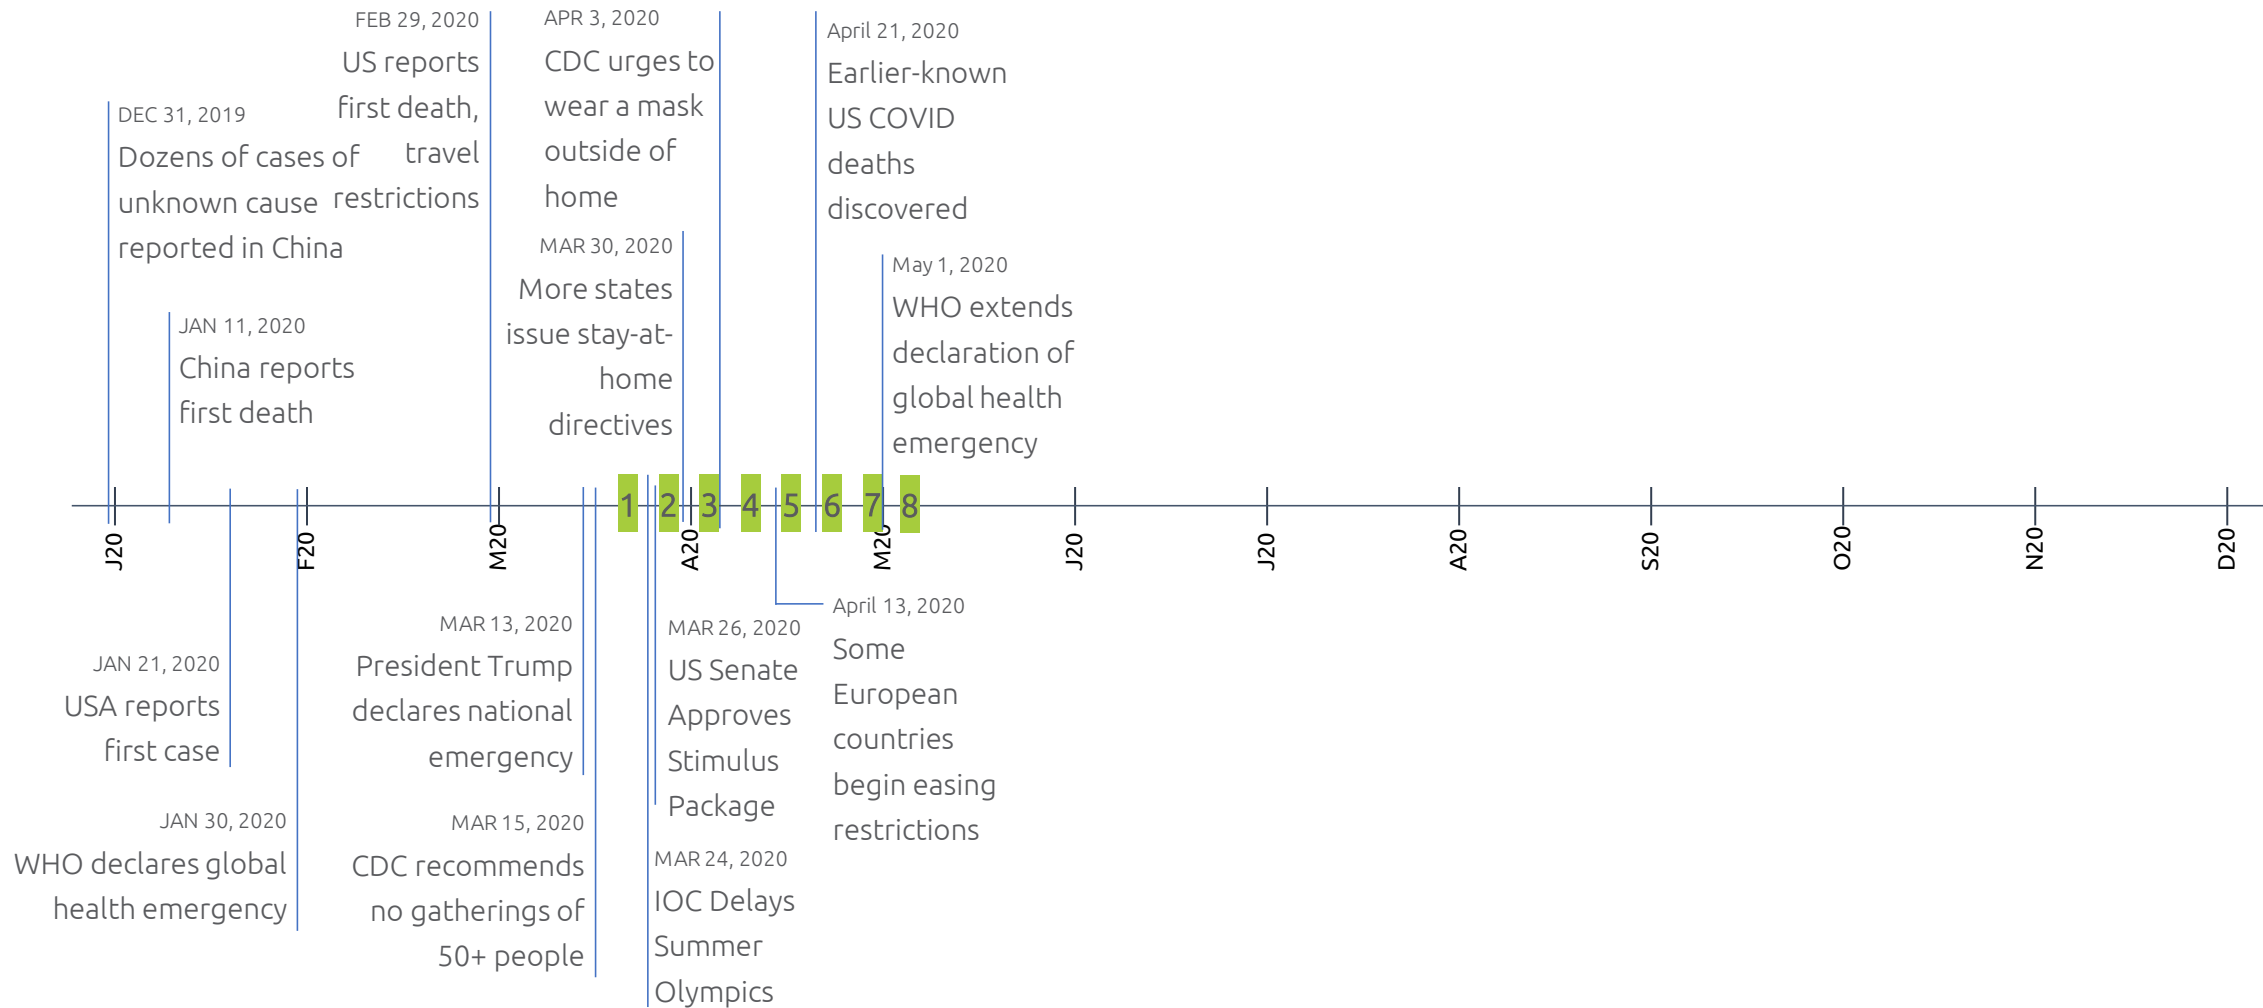 FEB 29, 2020
US reports
first death,
travel
restrictions
APR 3, 2020
CDC urges to
wear a mask
outside of
home
April 21, 2020
Earlier-known
US COVID
deaths
discovered
DEC 31, 2019
Dozens of cases of
unknown cause
reported in China
MAR 30, 2020
More states
issue stay-at-
home
directives
May 1, 2020
WHO extends
declaration of
global health
emergency
JAN 11, 2020
China reports
first death
1 2 3 4 5 6 7 8
J20 F20 M20 A20 M20 J20 J20 A20 S20 O20 N20 D20
JAN 21, 2020
USA reports
first case
JAN 30, 2020
WHO declares global
health emergency
MAR 13, 2020
President Trump
declares national
emergency
MAR 15, 2020
CDC recommends
no gatherings of
50+ people
MAR 26, 2020
US Senate
Approves
Stimulus
Package
MAR 24, 2020
IOC Delays
Summer
Olympics
April 13, 2020
Some
European
countries
begin easing
restrictions